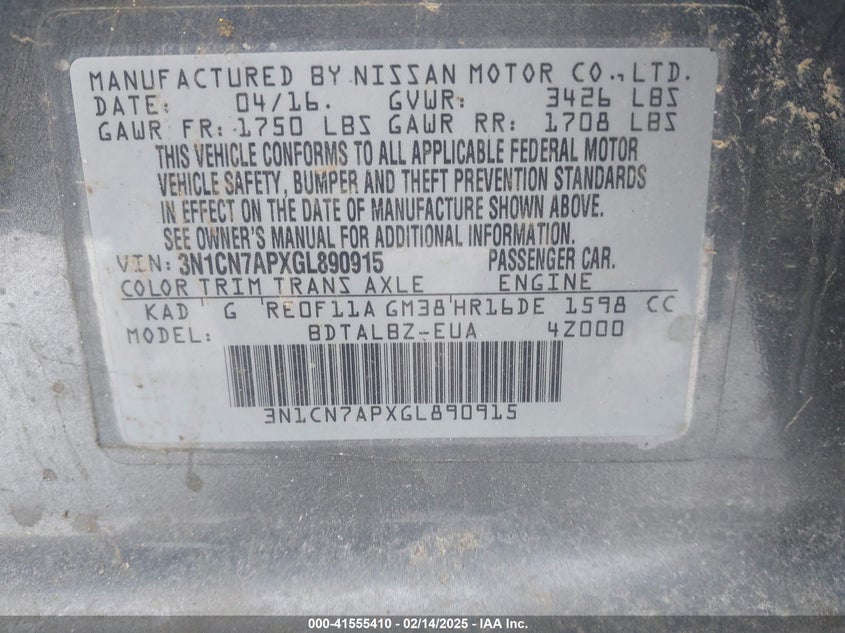 MANUFACTURED BY NISSAN MOTOR CO.,LTD.
DATE: 04/16. GVWR: 3426 LBS
GAWR FR: 1750 LBS GAWR RR: 1708 LBS
THIS VEHICLE CONFORMS TO ALL APPLICABLE FEDERAL MOTOR
VEHICLE SAFETY, BUMPER AND THEFT PREVENTION STANDARDS
IN EFFECT ON THE DATE OF MANUFACTURE SHOWN ABOVE.
SEE OWNER'S MANUAL FOR ADDITIONAL INFORMATION.
VIN: 3N1CN7APXGL890915 PASSENGER CAR.
COLOR TRIM TRANS AXLE ENGINE
KAD G RE0F11A GM38 HR16DE 1598 CC
MODEL: BDTALBZ-EUA 4Z000
3N1CN7APXGL890915
000-41555410 - 02/14/2025 - IAA Inc.